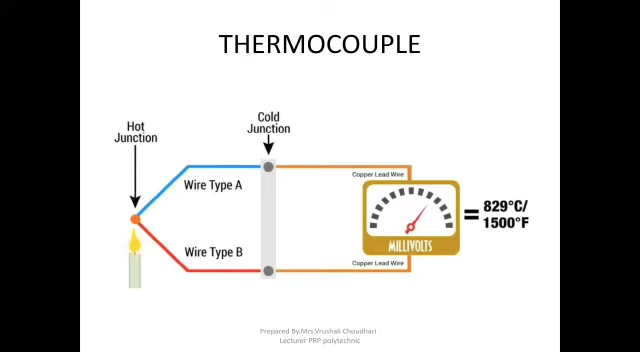 THERMOCOUPLE
Cold
Junction
Hot
Junction
Copper Lead Wire
Wire Type A
= 829°C/
1500°F
MILLIVOLTS
Wire Type B
Copper Lead Wire
Prepared By.Mrs.Vrushali Choudhari .
Lecturer PRP polytechnic